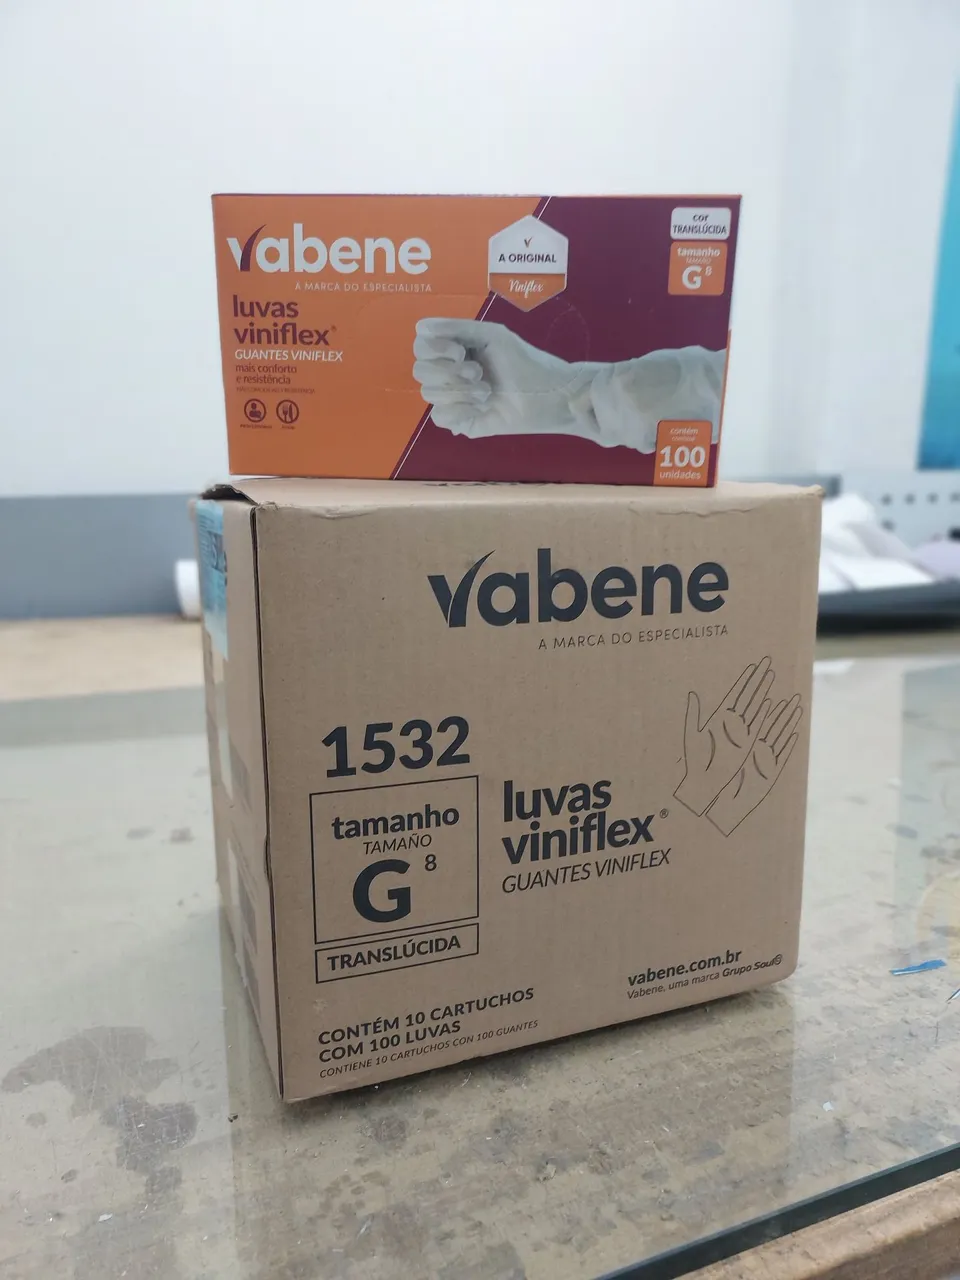 vabene
A MARCA DO ESPECIALISTA
luvas
viniflex®
GUANTES VINIFLEX
mais conforto
e resistência
A ORIGINAL
Viniflex
cor
TRANSLÚCIDA
tamanho
TAMAÑO
G 8
contém
contiene
100
unidades
vabene
A MARCA DO ESPECIALISTA
1532
tamanho
TAMAÑO
G 8
TRANSLÚCIDA
luvas
viniflex®
GUANTES VINIFLEX
CONTÉM 10 CARTUCHOS
COM 100 LUVAS
CONTIENE 10 CARTUCHOS CON 100 GUANTES
vabene.com.br
Vabene, uma marca Grupo Soul